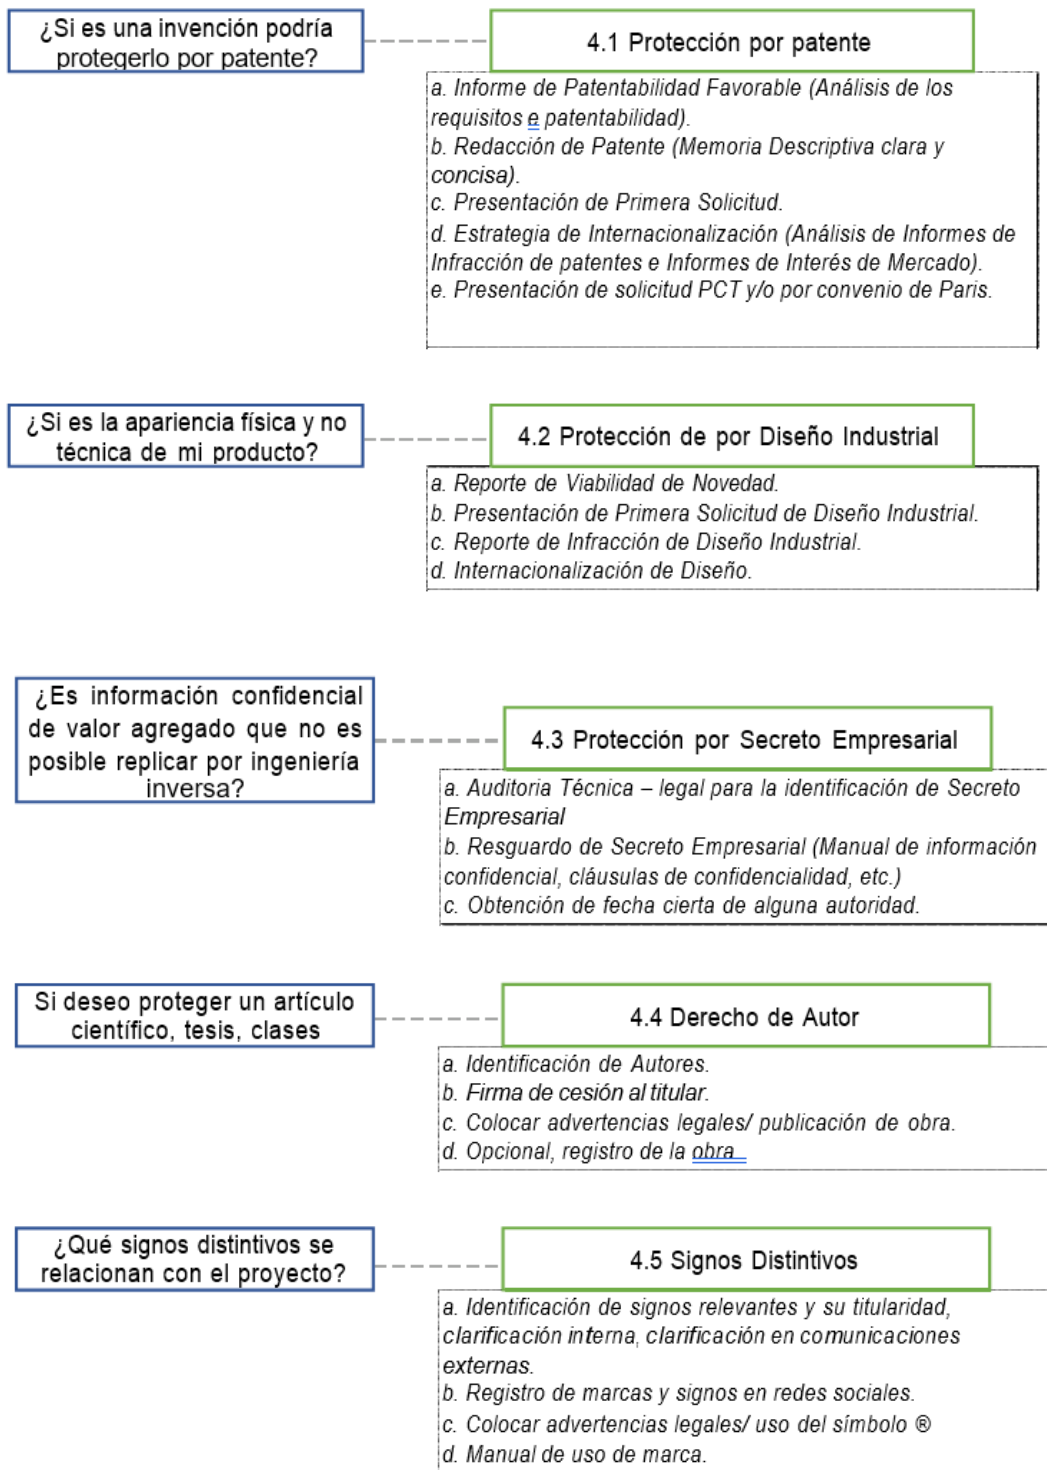 ¿Si es una invención podría
protegerlo por patente?
4.1 Protección por patente
a. Informe de Patentabilidad Favorable (Análisis de los
requisitos e patentabilidad).
b. Redacción de Patente (Memoria Descriptiva clara y
concisa).
c. Presentación de Primera Solicitud.
d. Estrategia de Internacionalización (Análisis de Informes de
Infracción de patentes e Informes de Interés de Mercado).
e. Presentación de solicitud PCT y/o por convenio de Paris.
¿Si es la apariencia física y no
técnica de mi producto?
4.2 Protección de por Diseño Industrial
a. Reporte de Viabilidad de Novedad.
b. Presentación de Primera Solicitud de Diseño Industrial.
c. Reporte de Infracción de Diseño Industrial.
d. Internacionalización de Diseño.
¿Es información confidencial
de valor agregado que no es
posible replicar por ingeniería
inversa?
4.3 Protección por Secreto Empresarial
a. Auditoria Técnica – legal para la identificación de Secreto
Empresarial
b. Resguardo de Secreto Empresarial (Manual de información
confidencial, cláusulas de confidencialidad, etc.)
c. Obtención de fecha cierta de alguna autoridad.
Si deseo proteger un artículo
científico, tesis, clases
4.4 Derecho de Autor
a. Identificación de Autores.
b. Firma de cesión al titular.
c. Colocar advertencias legales/ publicación de obra.
d. Opcional, registro de la obra
¿Qué signos distintivos se
relacionan con el proyecto?
4.5 Signos Distintivos
a. Identificación de signos relevantes y su titularidad,
clarificación interna, clarificación en comunicaciones
externas.
b. Registro de marcas y signos en redes sociales.
c. Colocar advertencias legales/ uso del símbolo ®
d. Manual de uso de marca.